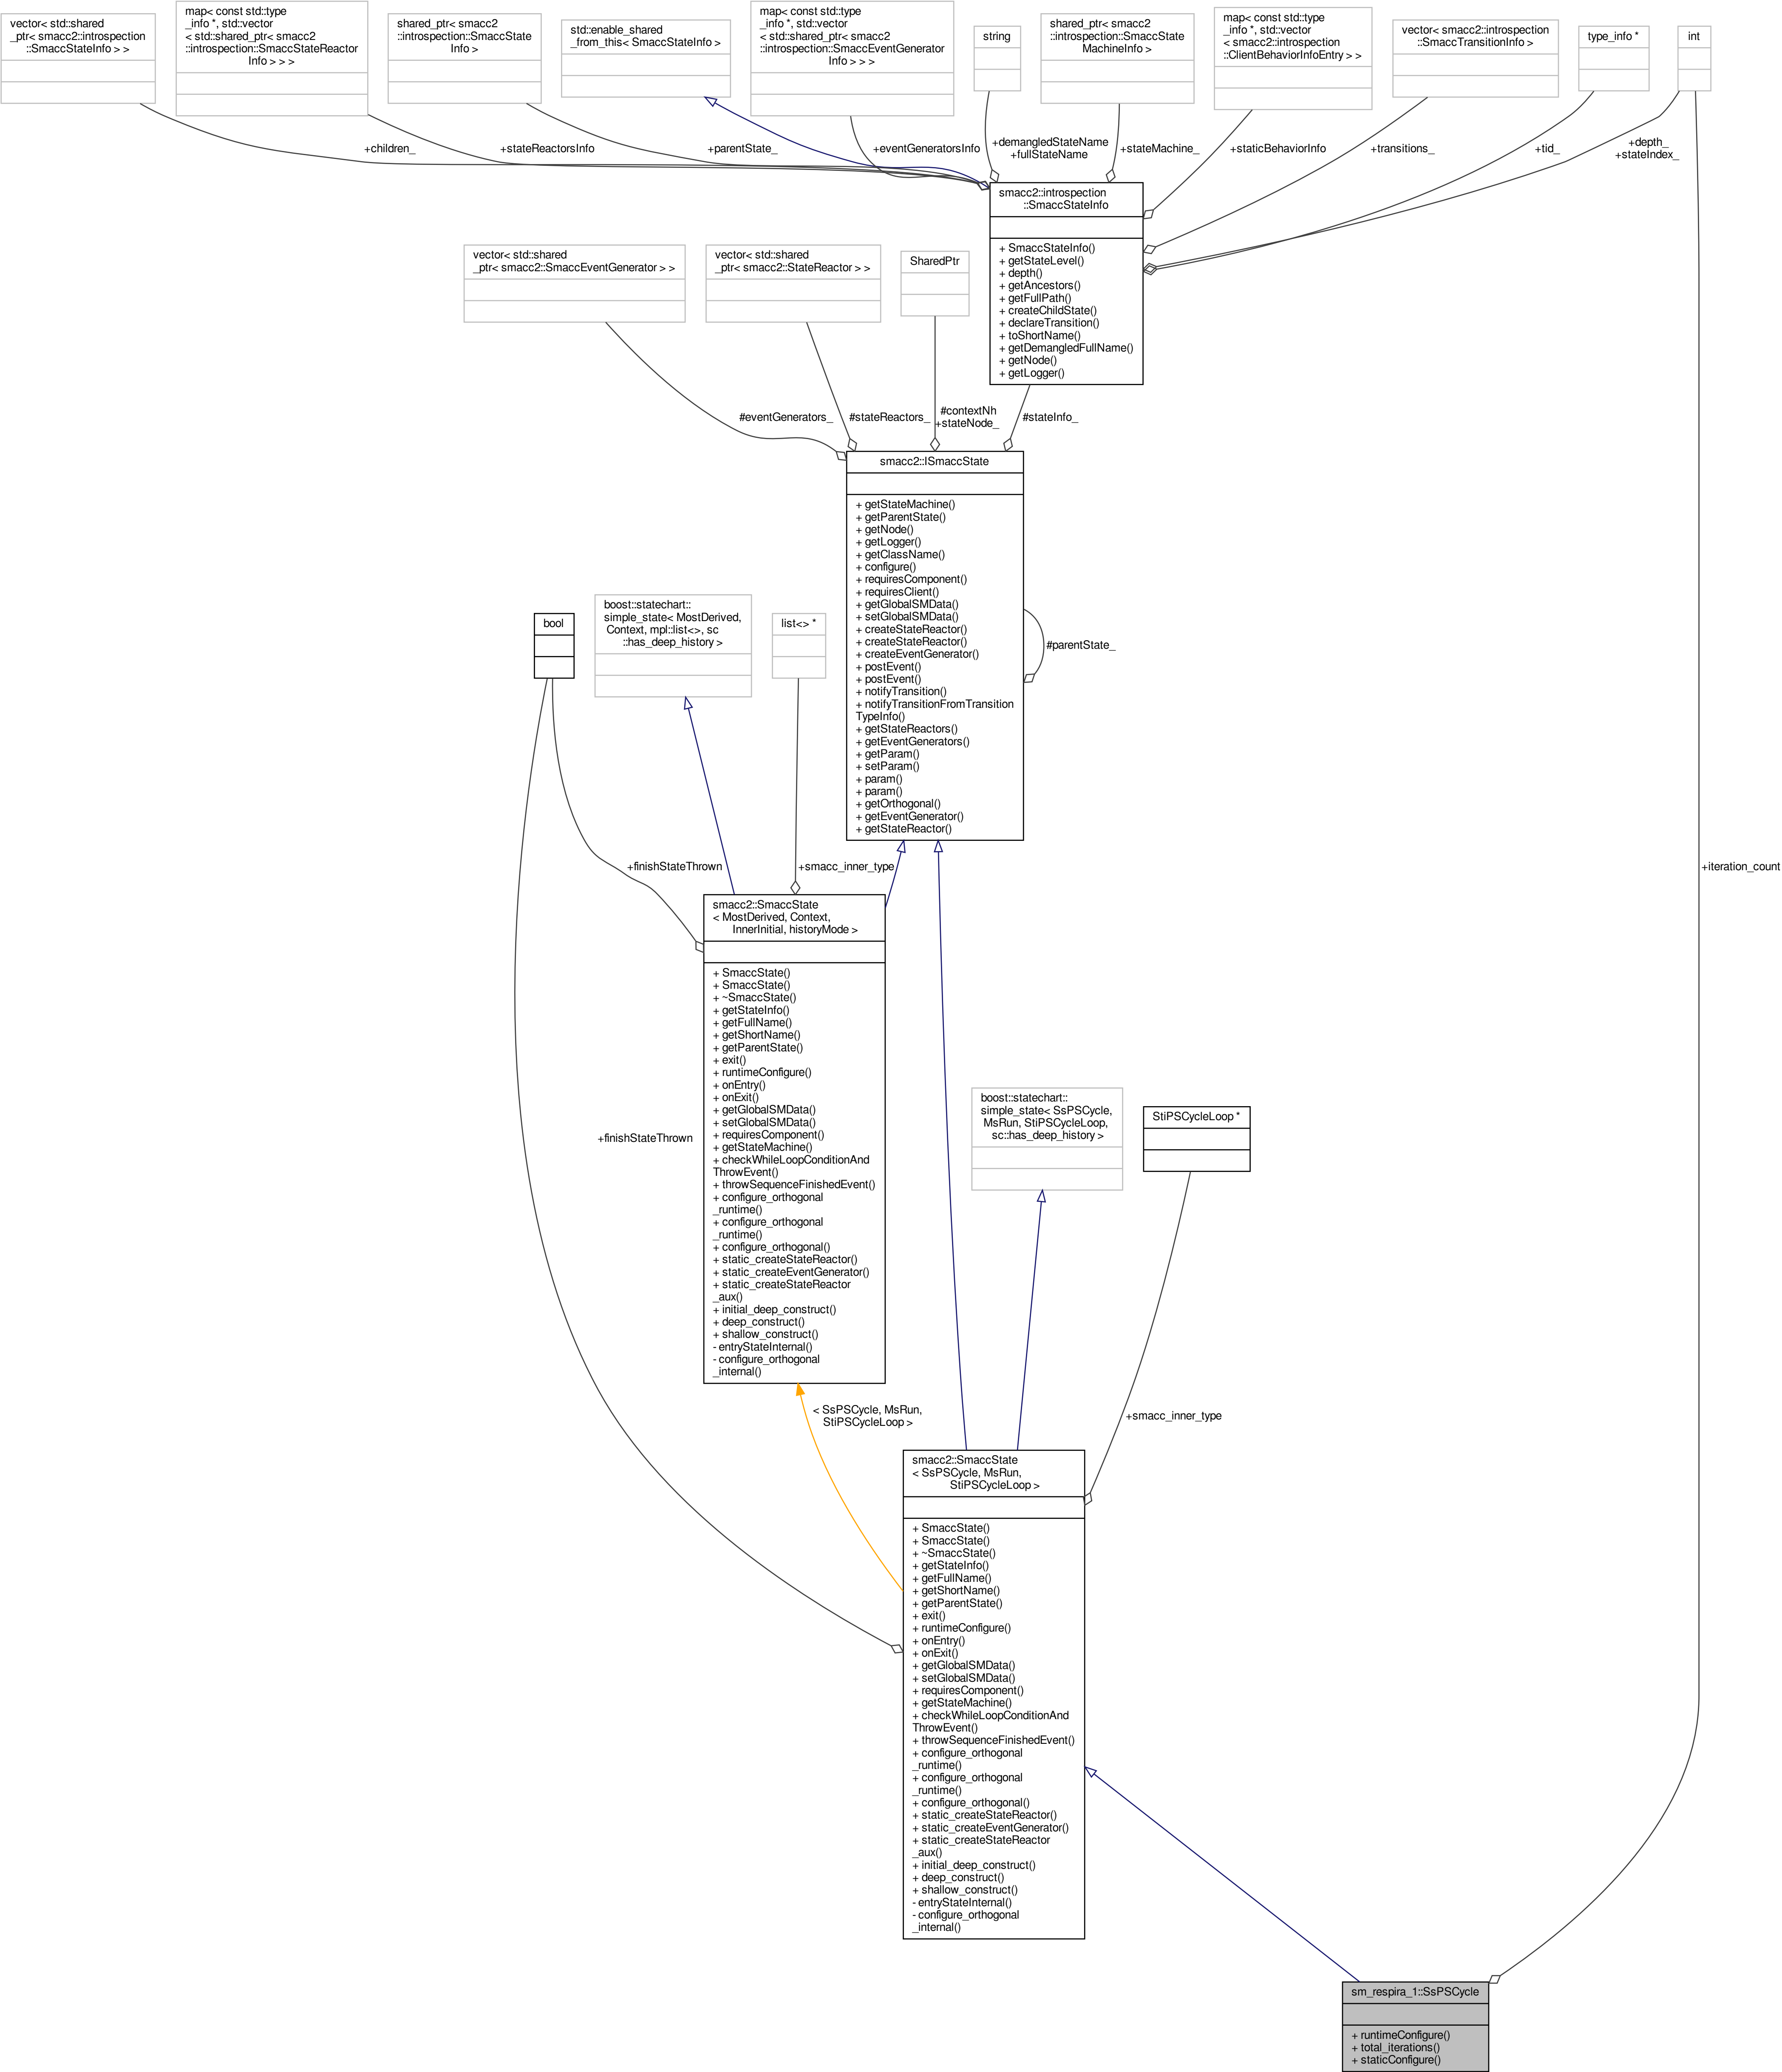 vector< std::shared
_ptr< smacc2::introspection
::SmaccStateInfo > >
map< const std::type
_info *, std::vector
< std::shared_ptr< smacc2
::introspection::SmaccStateReactor
Info > > >
shared_ptr< smacc2
::introspection::SmaccState
Info >
std::enable_shared
_from_this< SmaccStateInfo >
map< const std::type
_info *, std::vector
< std::shared_ptr< smacc2
::introspection::SmaccEventGenerator
Info > > >
string
shared_ptr< smacc2
::introspection::SmaccState
MachineInfo >
map< const std::type
_info *, std::vector
< smacc2::introspection
::ClientBehaviorInfoEntry > >
vector< smacc2::introspection
::SmaccTransitionInfo >
type_info *
int
+children_
+stateReactorsInfo
+parentState_
+eventGeneratorsInfo
+demangledStateName
+fullStateName
+stateMachine_
+staticBehaviorInfo
+transitions_
+tid_
+depth_
+stateIndex_
smacc2::introspection
::SmaccStateInfo
+ SmaccStateInfo()
+ getStateLevel()
+ depth()
+ getAncestors()
+ getFullPath()
+ createChildState()
+ declareTransition()
+ toShortName()
+ getDemangledFullName()
+ getNode()
+ getLogger()
vector< std::shared
_ptr< smacc2::SmaccEventGenerator > >
vector< std::shared
_ptr< smacc2::StateReactor > >
SharedPtr
#eventGenerators_
#stateReactors_
#contextNh
+stateNode_
#stateInfo_
smacc2::ISmaccState
+ getStateMachine()
+ getParentState()
+ getNode()
+ getLogger()
+ getClassName()
+ configure()
+ requiresComponent()
+ requiresClient()
+ getGlobalSMData()
+ setGlobalSMData()
+ createStateReactor()
+ createStateReactor()
+ createEventGenerator()
+ postEvent()
+ postEvent()
+ notifyTransition()
+ notifyTransitionFromTransition
TypeInfo()
+ getStateReactors()
+ getEventGenerators()
+ getParam()
+ setParam()
+ param()
+ param()
+ getOrthogonal()
+ getEventGenerator()
+ getStateReactor()
#parentState_
bool
boost::statechart::
simple_state< MostDerived,
Context, mpl::list<>, sc
::has_deep_history >
list<> *
+finishStateThrown
+smacc_inner_type
+iteration_count
smacc2::SmaccState
< MostDerived, Context,
InnerInitial, historyMode >
+ SmaccState()
+ SmaccState()
+ ~SmaccState()
+ getStateInfo()
+ getFullName()
+ getShortName()
+ getParentState()
+ exit()
+ runtimeConfigure()
+ onEntry()
+ onExit()
+ getGlobalSMData()
+ setGlobalSMData()
+ requiresComponent()
+ getStateMachine()
+ checkWhileLoopConditionAnd
ThrowEvent()
+ throwSequenceFinishedEvent()
+ configure_orthogonal
_runtime()
+ configure_orthogonal
_runtime()
+ configure_orthogonal()
+ static_createStateReactor()
+ static_createEventGenerator()
+ static_createStateReactor
_aux()
+ initial_deep_construct()
+ deep_construct()
+ shallow_construct()
- entryStateInternal()
- configure_orthogonal
_internal()
+finishStateThrown
boost::statechart::
simple_state< SsPSCycle,
MsRun, StiPSCycleLoop,
sc::has_deep_history >
StiPSCycleLoop *
< SsPSCycle, MsRun,
StiPSCycleLoop >
+smacc_inner_type
smacc2::SmaccState
< SsPSCycle, MsRun,
StiPSCycleLoop >
+ SmaccState()
+ SmaccState()
+ ~SmaccState()
+ getStateInfo()
+ getFullName()
+ getShortName()
+ getParentState()
+ exit()
+ runtimeConfigure()
+ onEntry()
+ onExit()
+ getGlobalSMData()
+ setGlobalSMData()
+ requiresComponent()
+ getStateMachine()
+ checkWhileLoopConditionAnd
ThrowEvent()
+ throwSequenceFinishedEvent()
+ configure_orthogonal
_runtime()
+ configure_orthogonal
_runtime()
+ configure_orthogonal()
+ static_createStateReactor()
+ static_createEventGenerator()
+ static_createStateReactor
_aux()
+ initial_deep_construct()
+ deep_construct()
+ shallow_construct()
- entryStateInternal()
- configure_orthogonal
_internal()
sm_respira_1::SsPSCycle
+ runtimeConfigure()
+ total_iterations()
+ staticConfigure()